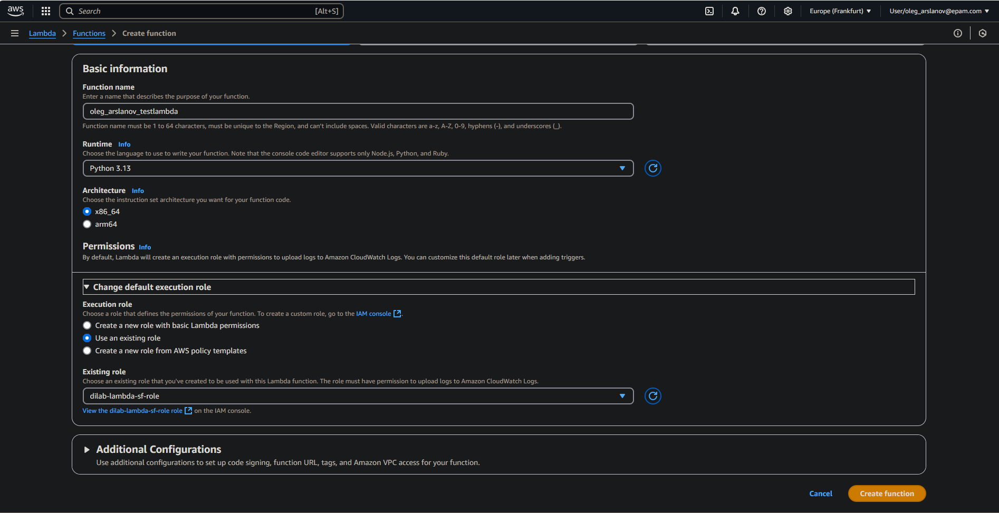 aws
Search [Alt+S]
Europe (Frankfurt)
User/oleg_arslanov@epam.com
Lambda
Functions
Create function
Basic information
Function name
Enter a name that describes the purpose of your function.
oleg_arslanov_testlambda
Function name must be 1 to 64 characters, must be unique to the Region, and can't include spaces. Valid characters are a-z, A-Z, 0-9, hyphens (-), and underscores (_).
Runtime Info
Choose the language to use to write your function. Note that the console code editor supports only Node.js, Python, and Ruby.
Python 3.13
Architecture Info
Choose the instruction set architecture you want for your function code.
x86_64
arm64
Permissions Info
By default, Lambda will create an execution role with permissions to upload logs to Amazon CloudWatch Logs. You can customize this default role later when adding triggers.
Change default execution role
Execution role
Choose a role that defines the permissions of your function. To create a custom role, go to the IAM console.
Create a new role with basic Lambda permissions
Use an existing role
Create a new role from AWS policy templates
Existing role
Choose an existing role that you've created to be used with this Lambda function. The role must have permission to upload logs to Amazon CloudWatch Logs.
dilab-lambda-sf-role
View the dilab-lambda-sf-role role on the IAM console.
Additional Configurations
Use additional configurations to set up code signing, function URL, tags, and Amazon VPC access for your function.
Cancel
Create function